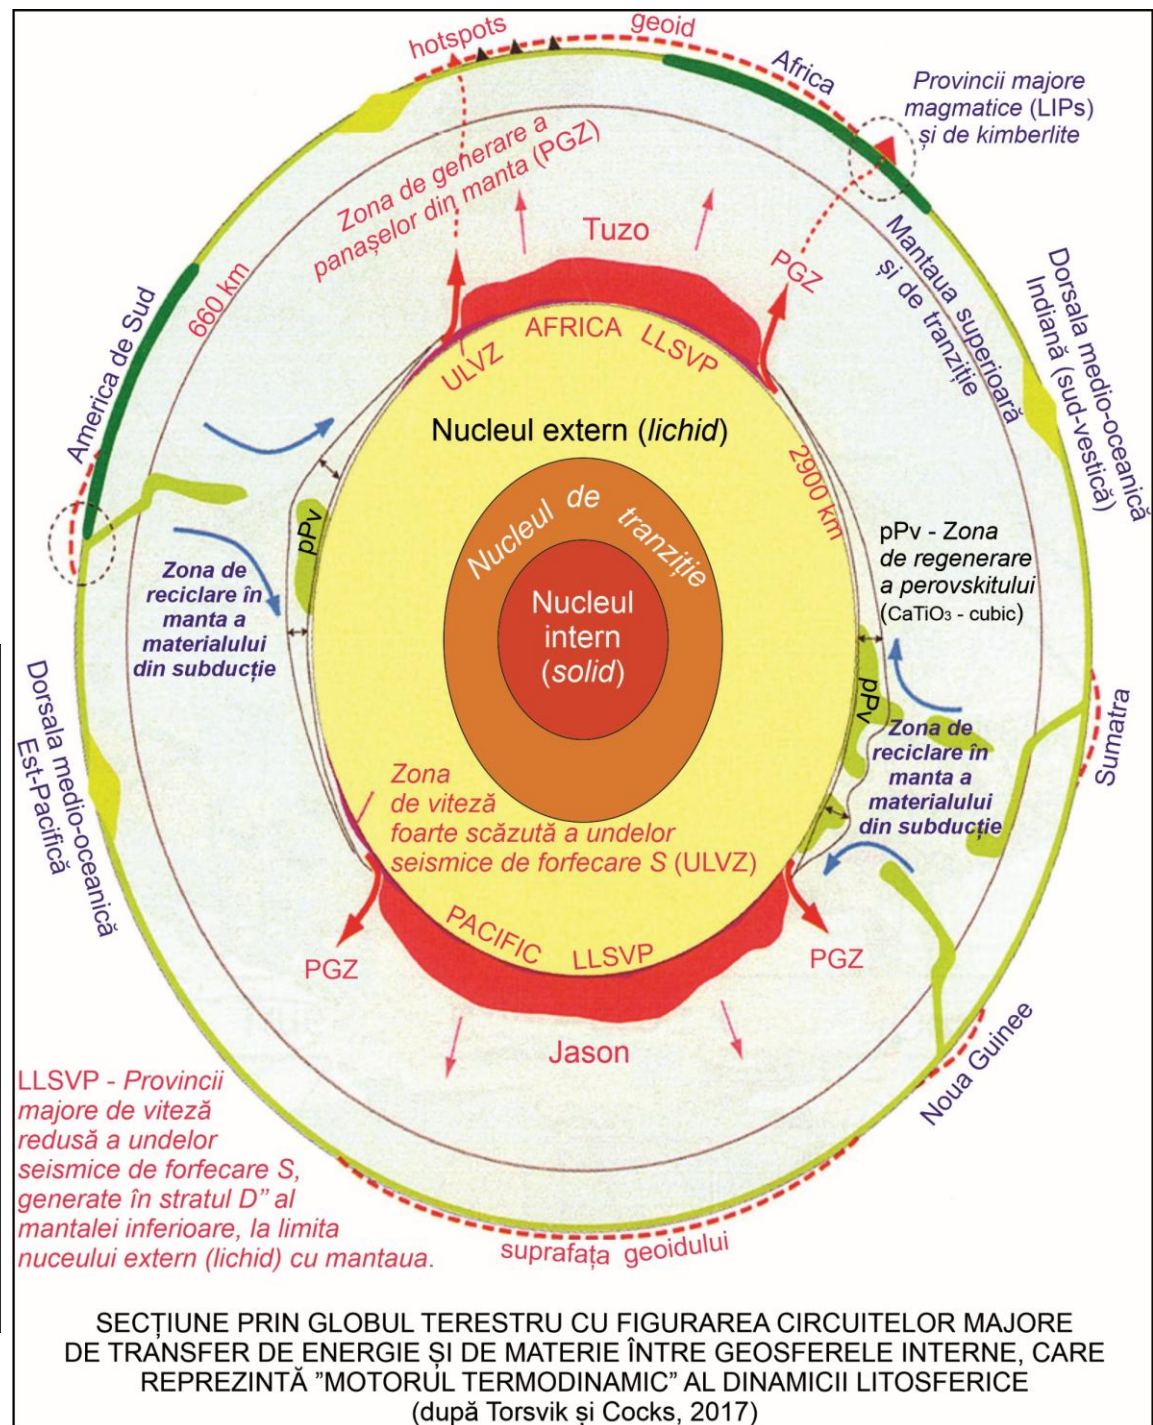 hotspots
geoid
Africa
Provincii majore
magmatice (LIPs)
și de kimberlite
Zona de generare a
panașelor din manta (PGZ)
Tuzo
PGZ
Mantaua superioară
și de tranziție
Dorsala medio-oceanică
Indiană (sud-vestică)
660 km
America de Sud
ULVZ
AFRICA
LLSVP
Nucleul extern (lichid)
2900 km
Nucleul de tranziție
Nucleul
intern
(solid)
pPv
pPv - Zona
de regenerare
a perovskitului
(CaTiO₃ - cubic)
Zona de
reciclare în
manta a
materialului
din subducție
pPv
Zona de
reciclare în
manta a
materialului
din subducție
Sumatra
Dorsala medio-oceanică
Est-Pacifică
Zona
de viteză
foarte scăzută a undelor
seismice de forfecare S (ULVZ)
PACIFIC
LLSVP
PGZ
PGZ
Jason
Noua Guinee
LLSVP - Provincii
majore de viteză
redusă a undelor
seismice de forfecare S,
generate în stratul D” al
mantalei inferioare, la limita
nuceului extern (lichid) cu mantaua.
suprafața geoidului
SECȚIUNE PRIN GLOBUL TERESTRU CU FIGURAREA CIRCUITELOR MAJORE
DE TRANSFER DE ENERGIE ȘI DE MATERIE ÎNTRE GEOSFERELE INTERNE, CARE
REPREZINTĂ ”MOTORUL TERMODINAMIC” AL DINAMICII LITOSFERICE
(după Torsvik și Cocks, 2017)